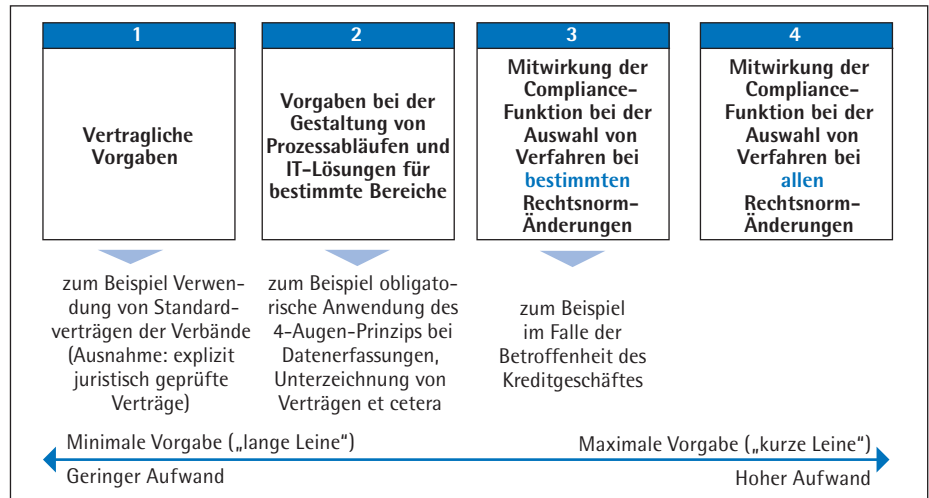 1
Vertragliche
Vorgaben
zum Beispiel Verwen-
dung von Standard-
verträgen der Verbände
(Ausnahme: explizit
juristisch geprüfte
Verträge)
2
Vorgaben bei der
Gestaltung von
Prozessabläufen und
IT-Lösungen für
bestimmte Bereiche
zum Beispiel obligato-
rische Anwendung des
4-Augen-Prinzips bei
Datenerfassungen,
Unterzeichnung von
Verträgen et cetera
3
Mitwirkung der
Compliance-
Funktion bei der
Auswahl von
Verfahren bei
bestimmten
Rechtsnorm-
Änderungen
zum Beispiel
im Falle der
Betroffenheit des
Kreditgeschäftes
4
Mitwirkung der
Compliance-
Funktion bei der
Auswahl von
Verfahren bei
allen
Rechtsnorm-
Änderungen
Minimale Vorgabe („lange Leine“)
Maximale Vorgabe („kurze Leine“)
Geringer Aufwand
Hoher Aufwand